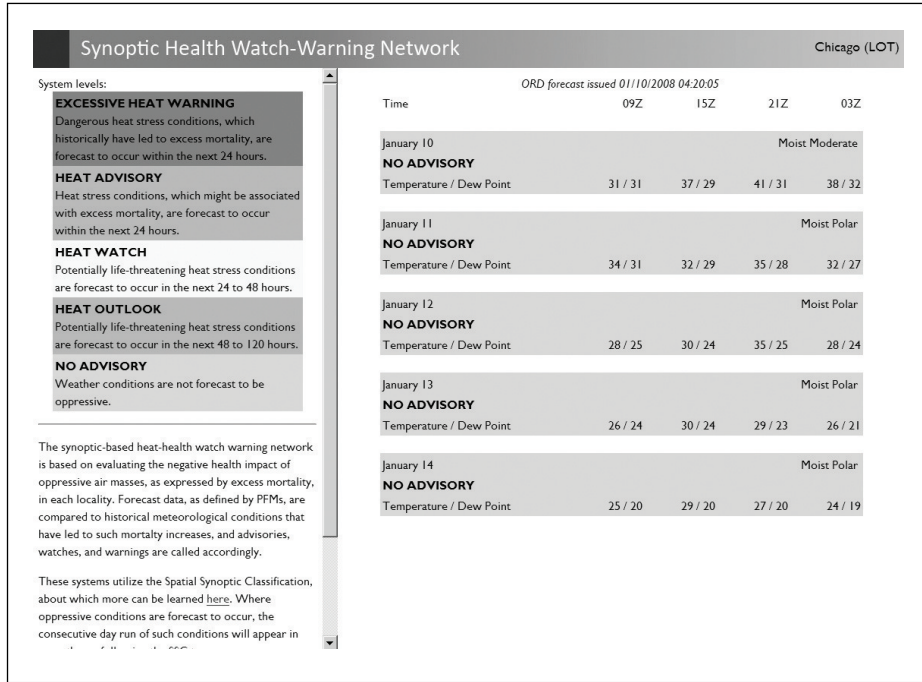 Synoptic Health Watch-Warning Network
Chicago (LOT)
System levels:
EXCESSIVE HEAT WARNING
Dangerous heat stress conditions, which
historically have led to excess mortality, are
forecast to occur within the next 24 hours.
HEAT ADVISORY
Heat stress conditions, which might be associated
with excess mortality, are forecast to occur
within the next 24 hours.
HEAT WATCH
Potentially life-threatening heat stress conditions
are forecast to occur in the next 24 to 48 hours.
HEAT OUTLOOK
Potentially life-threatening heat stress conditions
are forecast to occur in the next 48 to 120 hours.
NO ADVISORY
Weather conditions are not forecast to be
oppressive.
The synoptic-based heat-health watch warning network
is based on evaluating the negative health impact of
oppressive air masses, as expressed by excess mortality,
in each locality. Forecast data, as defined by PFMs, are
compared to historical meteorological conditions that
have led to such mortalty increases, and advisories,
watches, and warnings are called accordingly.
These systems utilize the Spatial Synoptic Classification,
about which more can be learned here. Where
oppressive conditions are forecast to occur, the
consecutive day run of such conditions will appear in
ORD forecast issued 01/10/2008 04:20:05
Time 09Z 15Z 21Z 03Z
January 10 Moist Moderate
NO ADVISORY
Temperature / Dew Point 31 / 31 37 / 29 41 / 31 38 / 32
January 11 Moist Polar
NO ADVISORY
Temperature / Dew Point 34 / 31 32 / 29 35 / 28 32 / 27
January 12 Moist Polar
NO ADVISORY
Temperature / Dew Point 28 / 25 30 / 24 35 / 25 28 / 24
January 13 Moist Polar
NO ADVISORY
Temperature / Dew Point 26 / 24 30 / 24 29 / 23 26 / 21
January 14 Moist Polar
NO ADVISORY
Temperature / Dew Point 25 / 20 29 / 20 27 / 20 24 / 19